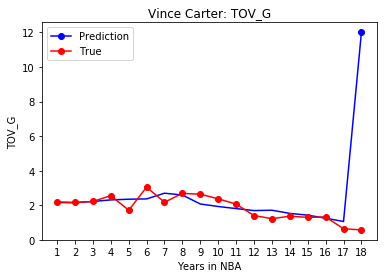 Vince Carter: TOV_G
Prediction
True
12
10
8
6
4
2
0
TOV_G
1 2 3 4 5 6 7 8 9 10 11 12 13 14 15 16 17 18
Years in NBA